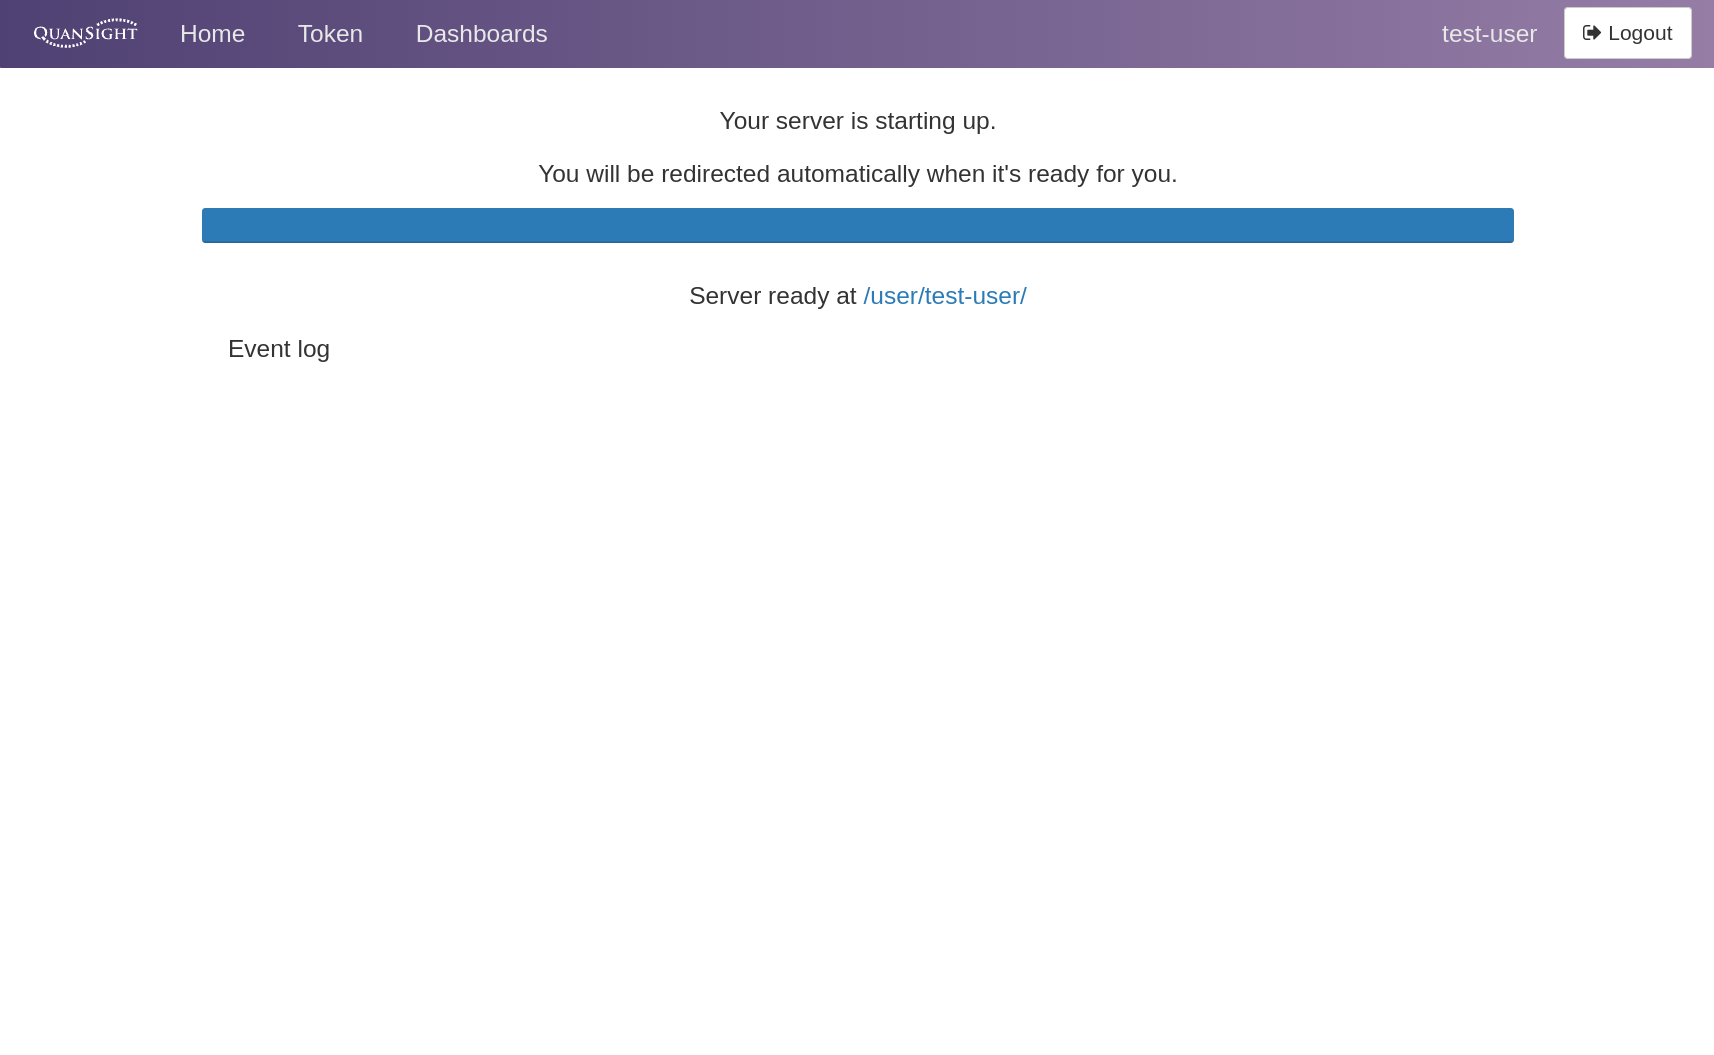 QUANSIGHT Home Token Dashboards test-user Logout
Your server is starting up.
You will be redirected automatically when it's ready for you.
Server ready at /user/test-user/
Event log